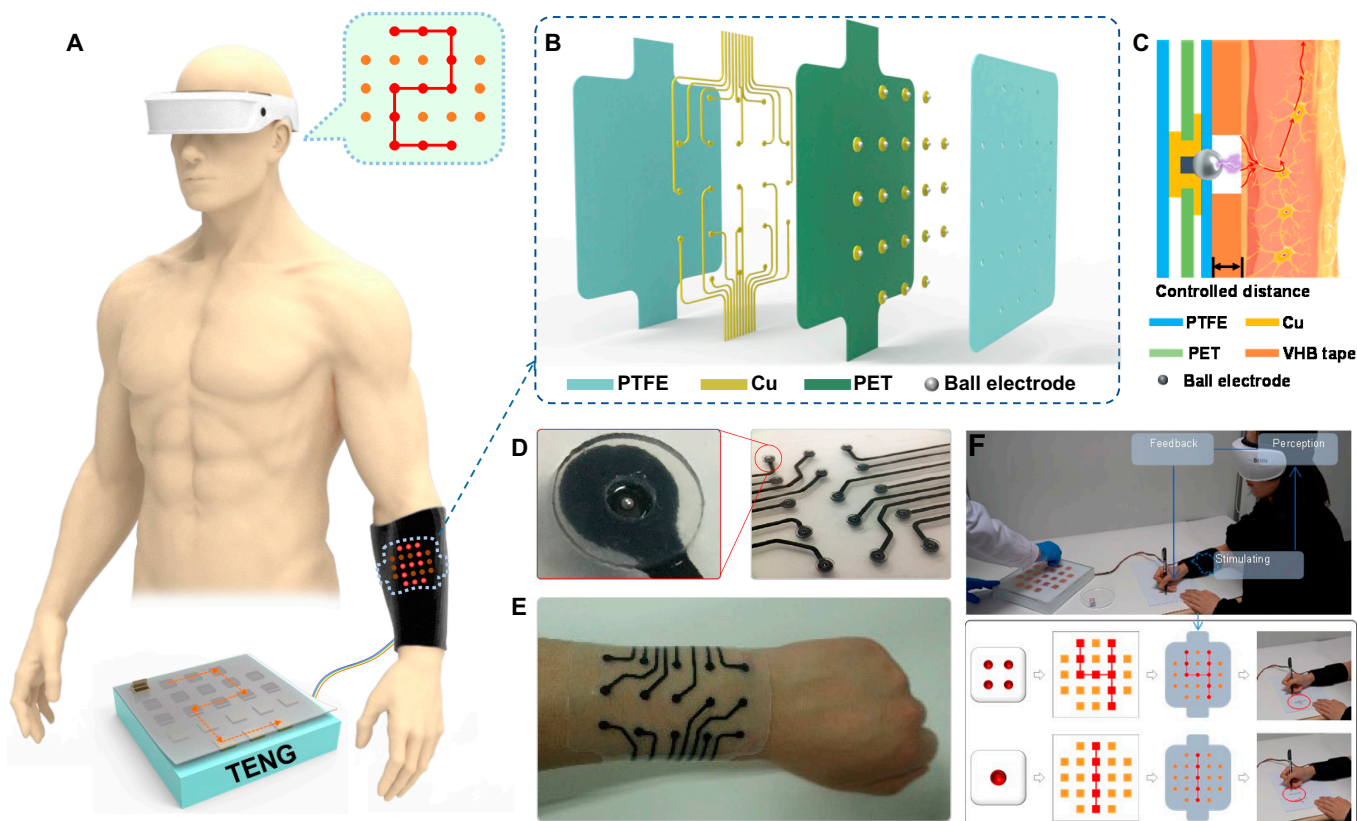 A
B
C
PTFE
Cu
PET
Ball electrode
Controlled distance
PTFE
Cu
PET
VHB tape
Ball electrode
TENG
D
E
F
Feedback
Perception
Stimulating